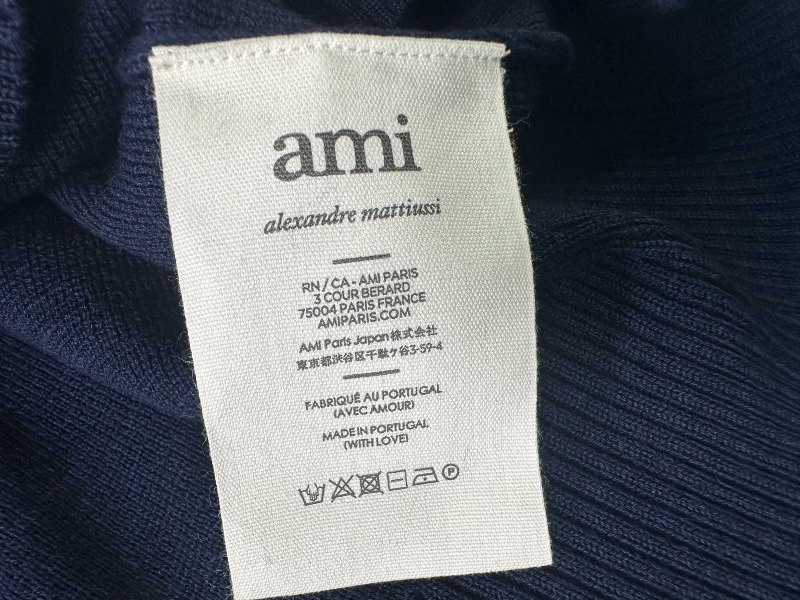 ami
alexandre mattiussi
RN / CA - AMI PARIS
3 COUR BERARD
75004 PARIS FRANCE
AMIPARIS.COM
AMI Paris Japan株式会社
東京都渋谷区千駄ヶ谷3-59-4
FABRIQUÉ AU PORTUGAL
(AVEC AMOUR)
MADE IN PORTUGAL
(WITH LOVE)
P